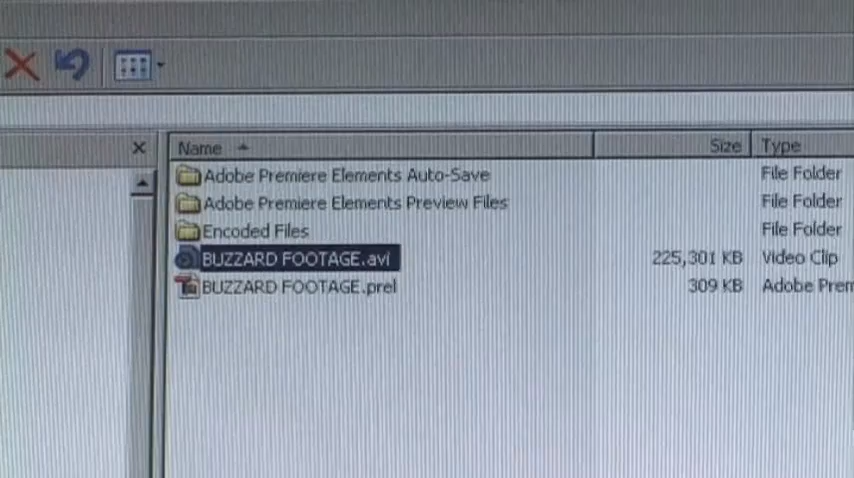 Name Size Type
Adobe Premiere Elements Auto-Save File Folder
Adobe Premiere Elements Preview Files File Folder
Encoded Files File Folder
BUZZARD FOOTAGE.avi 225,301 KB Video Clip
BUZZARD FOOTAGE.prel 309 KB Adobe Prem